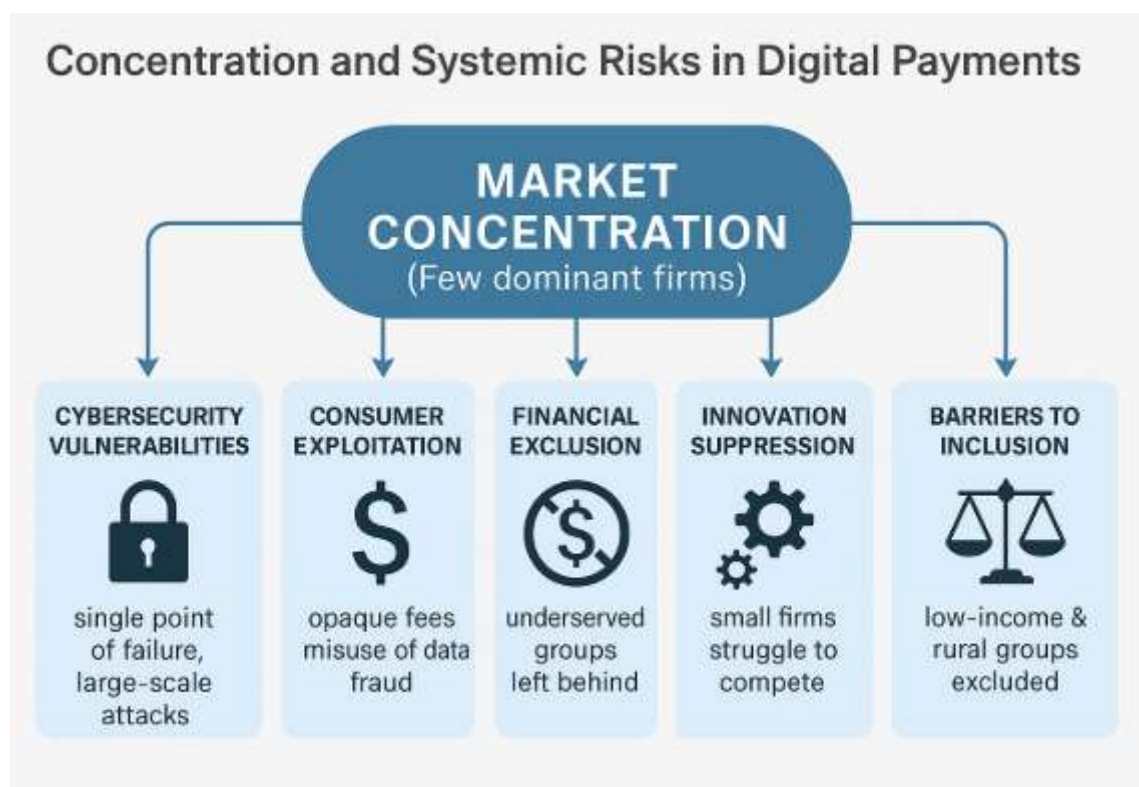 Concentration and Systemic Risks in Digital Payments
MARKET
CONCENTRATION
(Few dominant firms)
CYBERSECURITY
VULNERABILITIES
single point
of failure,
large-scale
attacks
CONSUMER
EXPLOITATION
$
opaque fees
misuse of data
fraud
FINANCIAL
EXCLUSION
$
underserved
groups
left behind
INNOVATION
SUPPRESSION
small firms
struggle to
compete
BARRIERS TO
INCLUSION
low-income &
rural groups
excluded